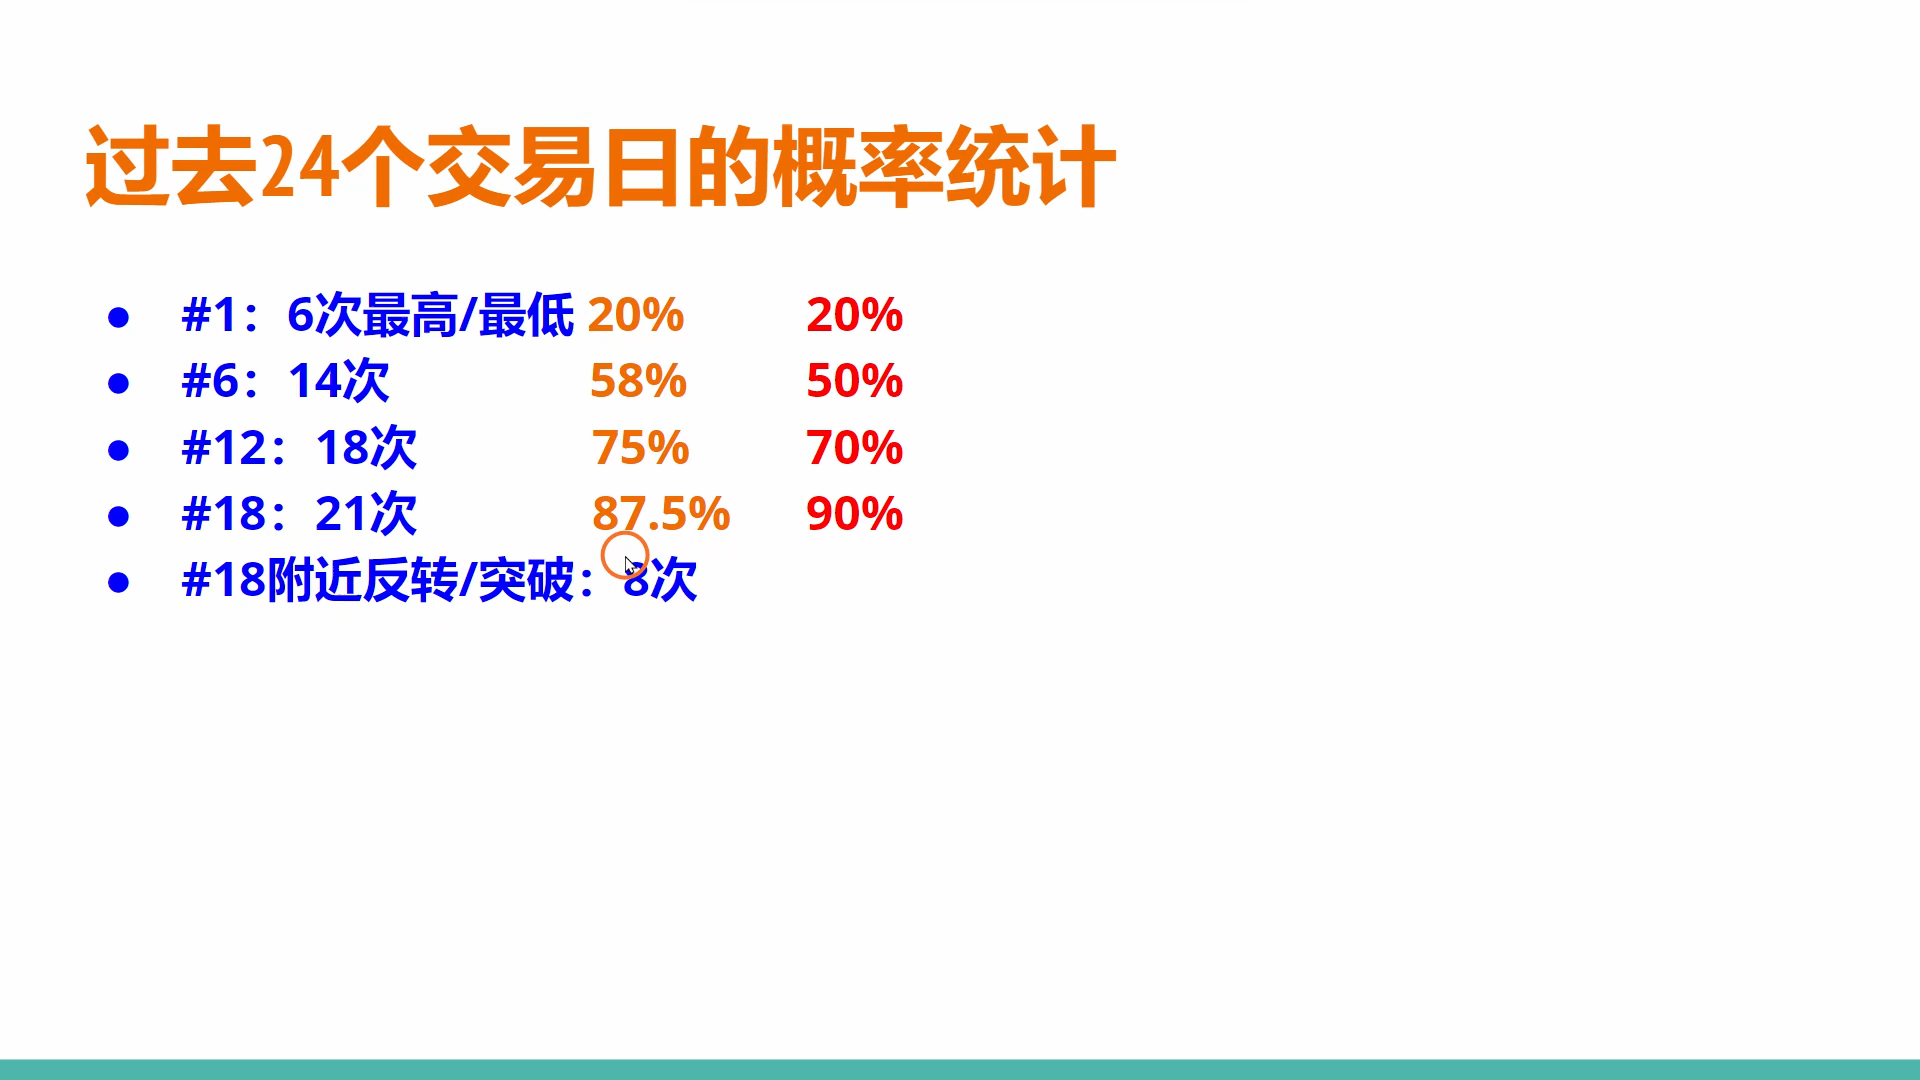 过去24个交易日的概率统计
● #1：6次最高/最低 20% 20%
● #6：14次 58% 50%
● #12：18次 75% 70%
● #18：21次 87.5% 90%
● #18附近反转/突破：8次